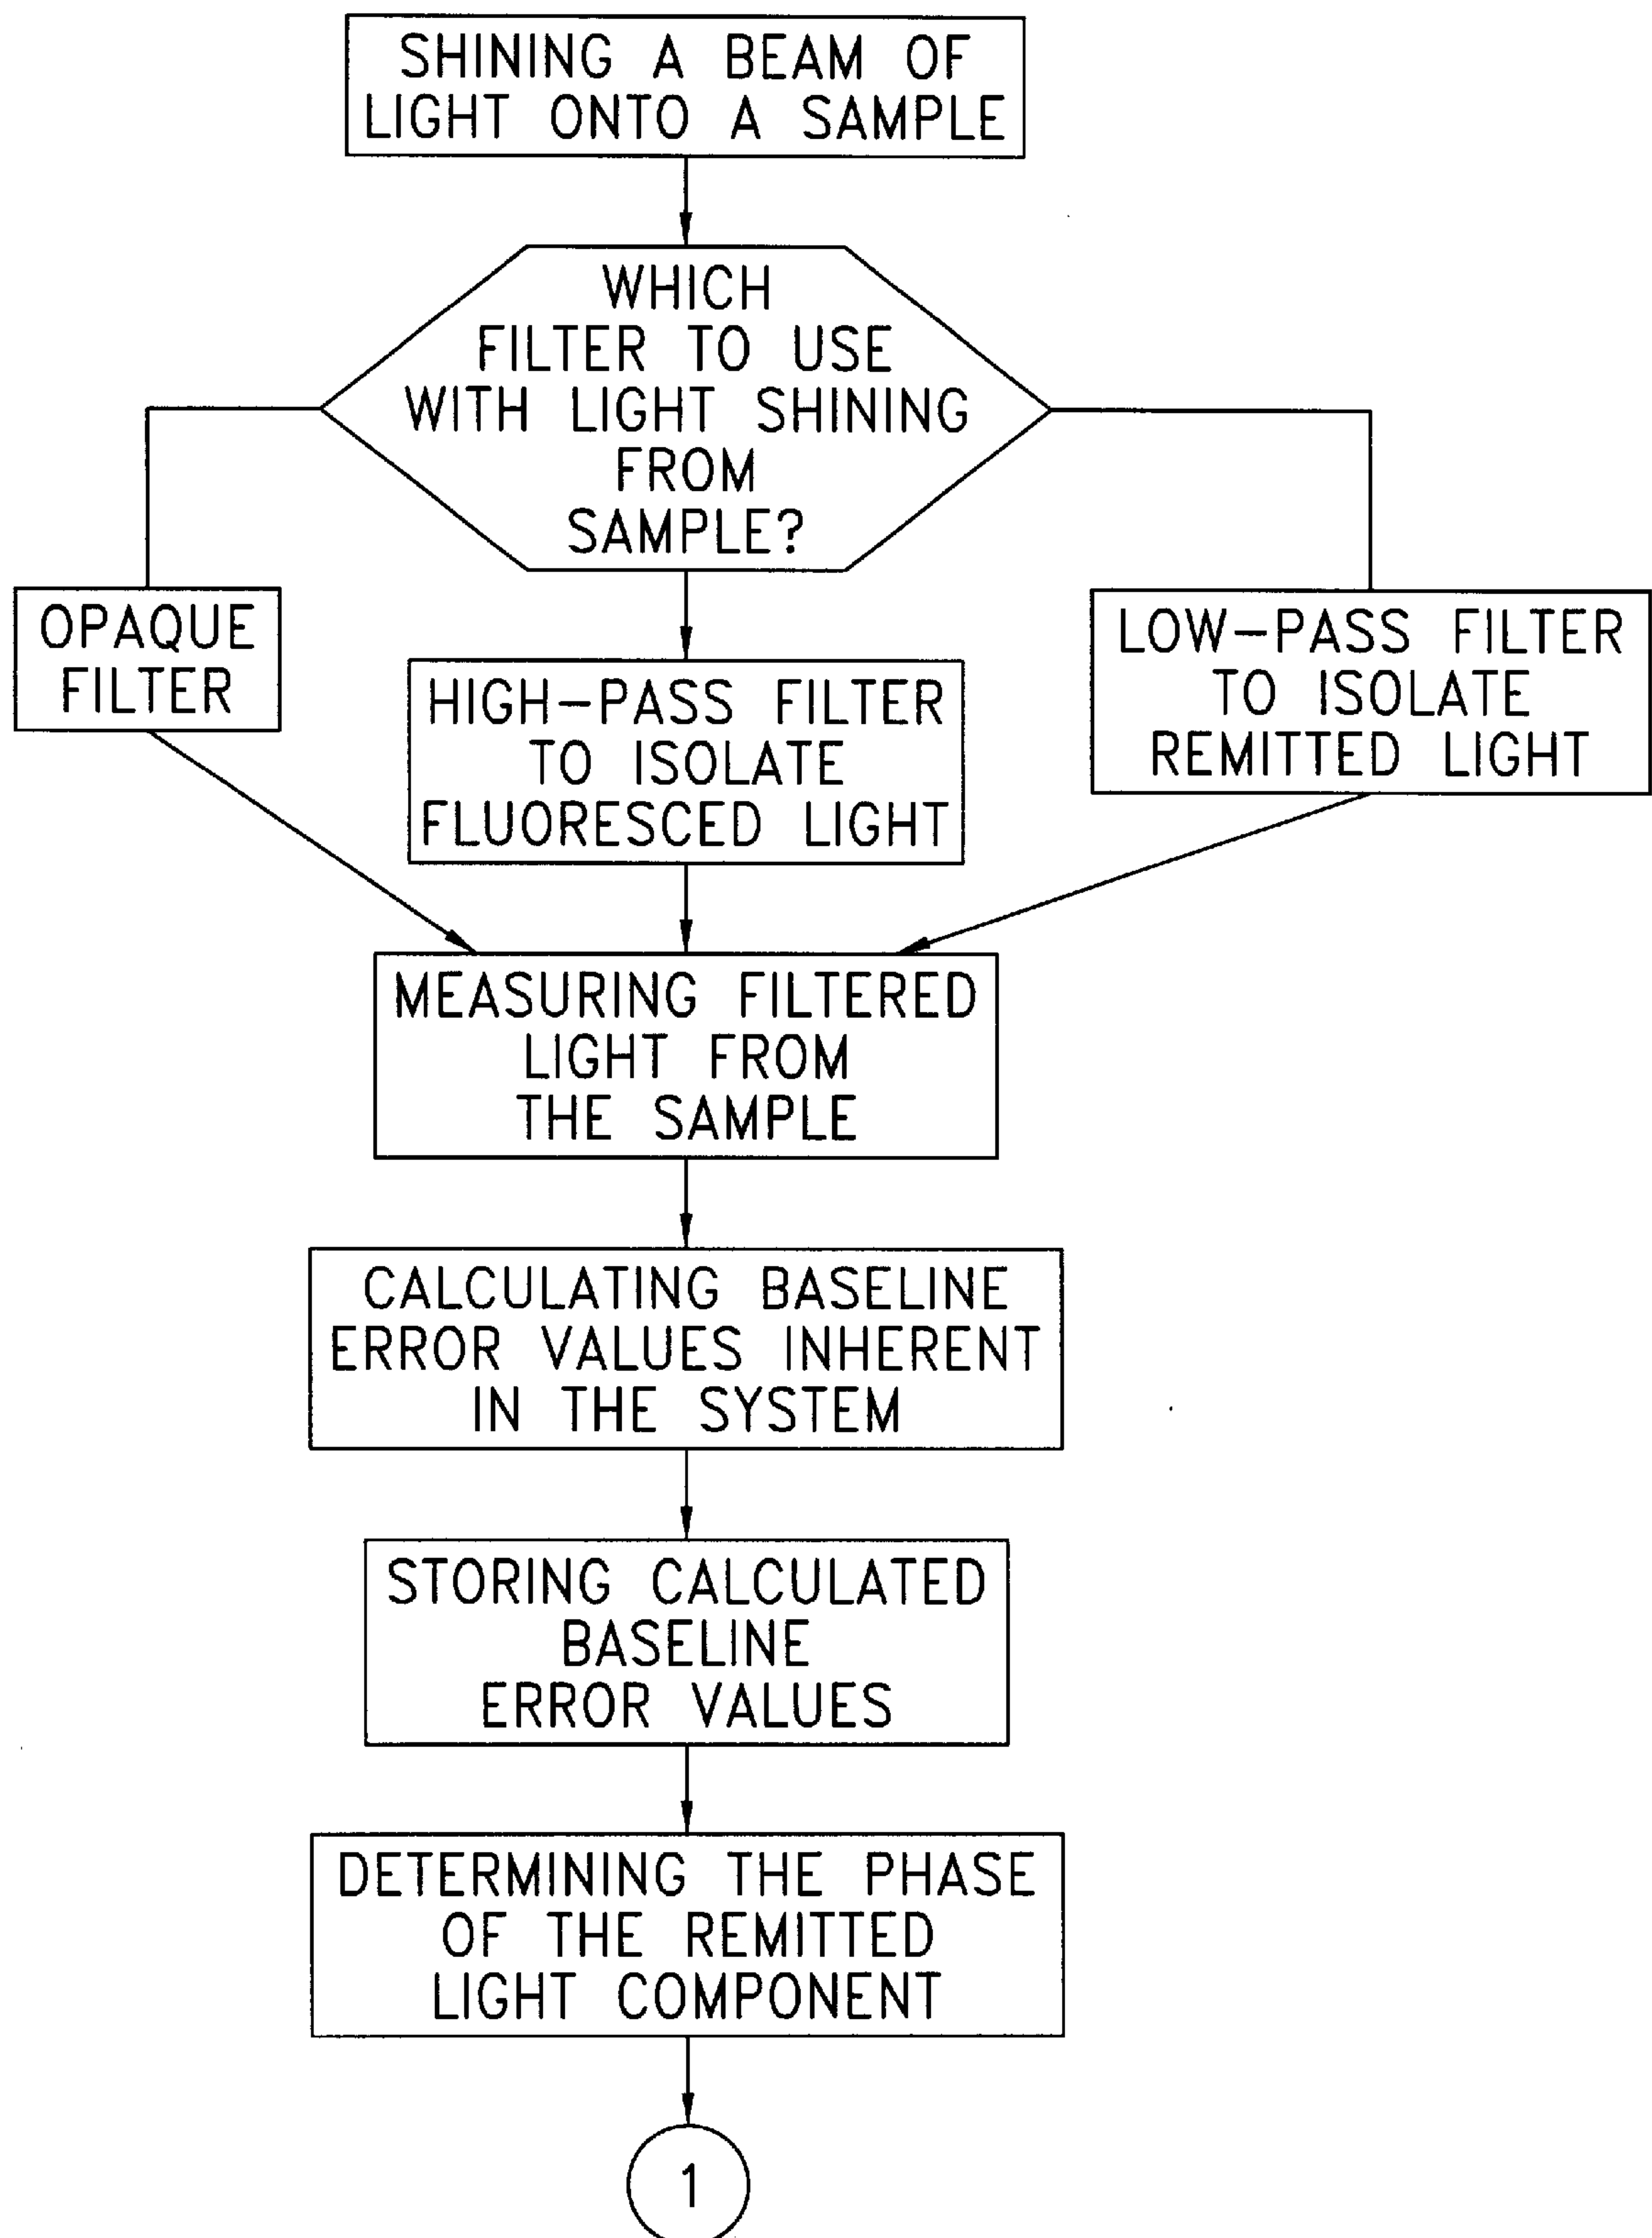 SHINING A BEAM OF
LIGHT ONTO A SAMPLE
WHICH
FILTER TO USE
WITH LIGHT SHINING
FROM
SAMPLE?
OPAQUE
FILTER
HIGH-PASS FILTER
TO ISOLATE
FLUORESCED LIGHT
LOW-PASS FILTER
TO ISOLATE
REMITTED LIGHT
MEASURING FILTERED
LIGHT FROM
THE SAMPLE
CALCULATING BASELINE
ERROR VALUES INHERENT
IN THE SYSTEM
STORING CALCULATED
BASELINE
ERROR VALUES
DETERMINING THE PHASE
OF THE REMITTED
LIGHT COMPONENT
1